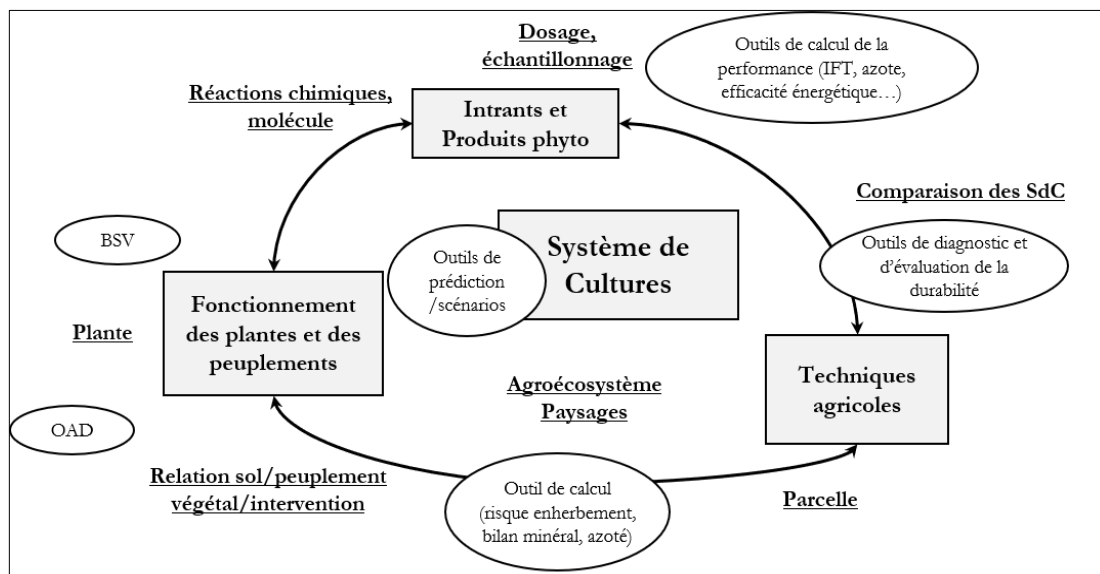 Dosage,
échantillonnage
Outils de calcul de la
performance (IFT, azote,
efficacité énergétique…)
Réactions chimiques,
molécule
Intrants et
Produits phyto
Comparaison des SdC
BSV
Outils de
prédiction
/scénarios
Système de
Cultures
Outils de diagnostic et
d’évaluation de la
durabilité
Fonctionnement
des plantes et des
peuplements
Plante
Techniques
agricoles
Agroécosystème
Paysages
OAD
Relation sol/peuplement
végétal/intervention
Outil de calcul
(risque enherbement,
bilan minéral, azoté)
Parcelle